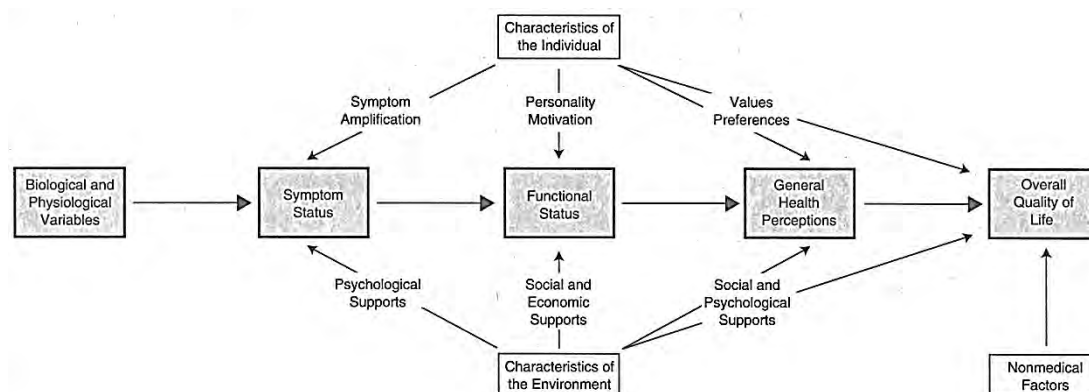 Characteristics of
the Individual
Symptom
Amplification
Personality
Motivation
Values
Preferences
Biological and
Physiological
Variables
Symptom
Status
Functional
Status
General
Health
Perceptions
Overall
Quality of
Life
Psychological
Supports
Social and
Economic
Supports
Social and
Psychological
Supports
Characteristics of
the Environment
Nonmedical
Factors